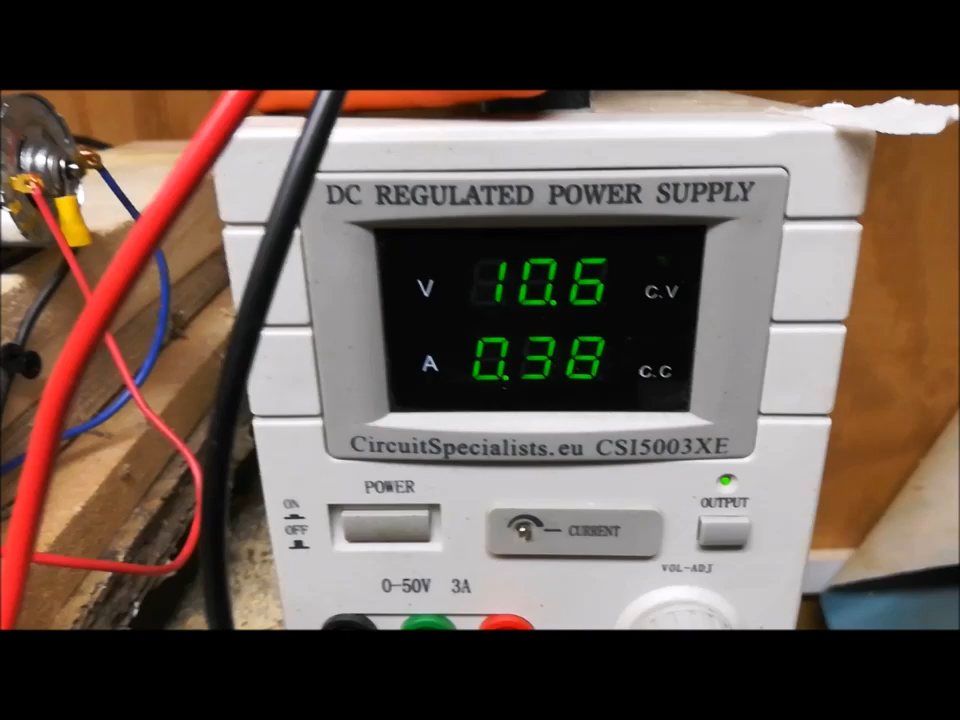 DC REGULATED POWER SUPPLY
V 10.6 C.V
A 0.38 C.C
CircuitSpecialists.eu CSI5003XE
POWER
ON
OFF
CURRENT
OUTPUT
VOL-ADJ
0-50V 3A